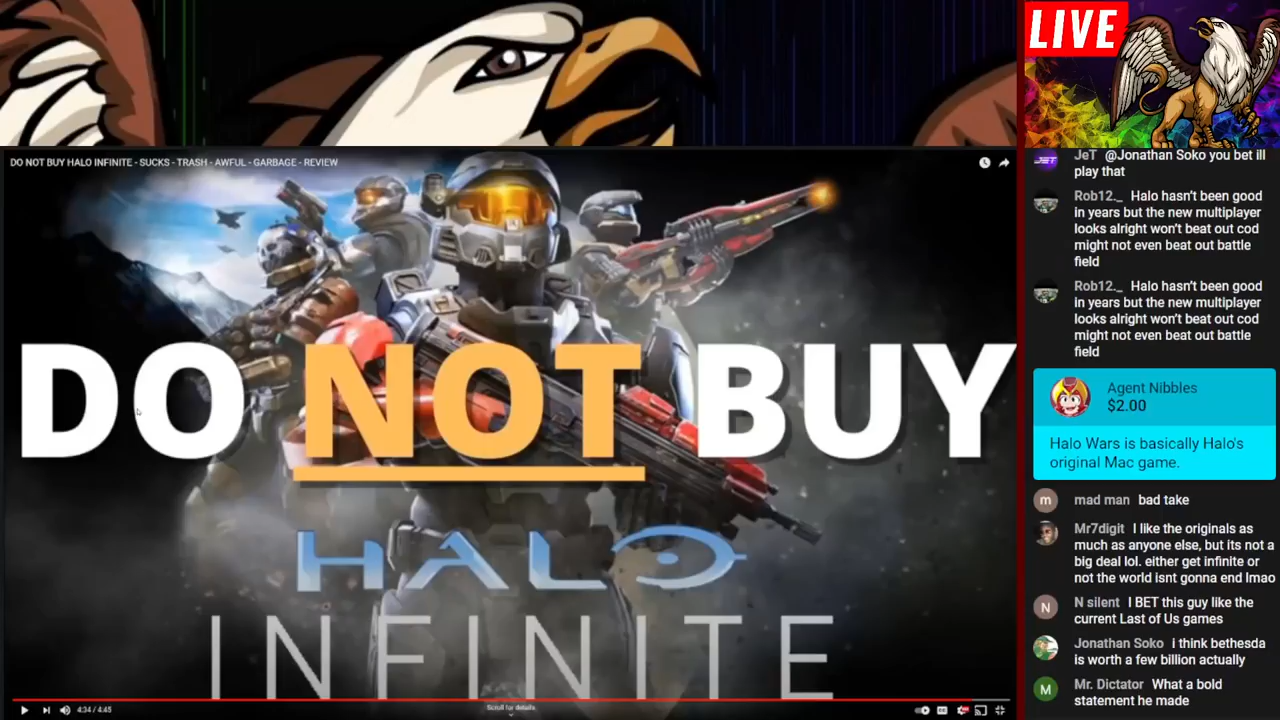 LIVE
DO NOT BUY HALO INFINITE - SUCKS - TRASH - AWFUL - GARBAGE - REVIEW
DO NOT BUY
HALO
INFINITE
4:34 / 4:45
Scroll for details
JeT @Jonathan Soko you bet ill
play that
Rob12._ Halo hasn't been good
in years but the new multiplayer
looks alright won't beat out cod
might not even beat out battle
field
Rob12._ Halo hasn't been good
in years but the new multiplayer
looks alright won't beat out cod
might not even beat out battle
field
Agent Nibbles
$2.00
Halo Wars is basically Halo's
original Mac game.
m
mad man bad take
Mr7digit I like the originals as
much as anyone else, but its not a
big deal lol. either get infinite or
not the world isnt gonna end lmao
N
N silent I BET this guy like the
current Last of Us games
Jonathan Soko i think bethesda
is worth a few billion actually
M
Mr. Dictator What a bold
statement he made